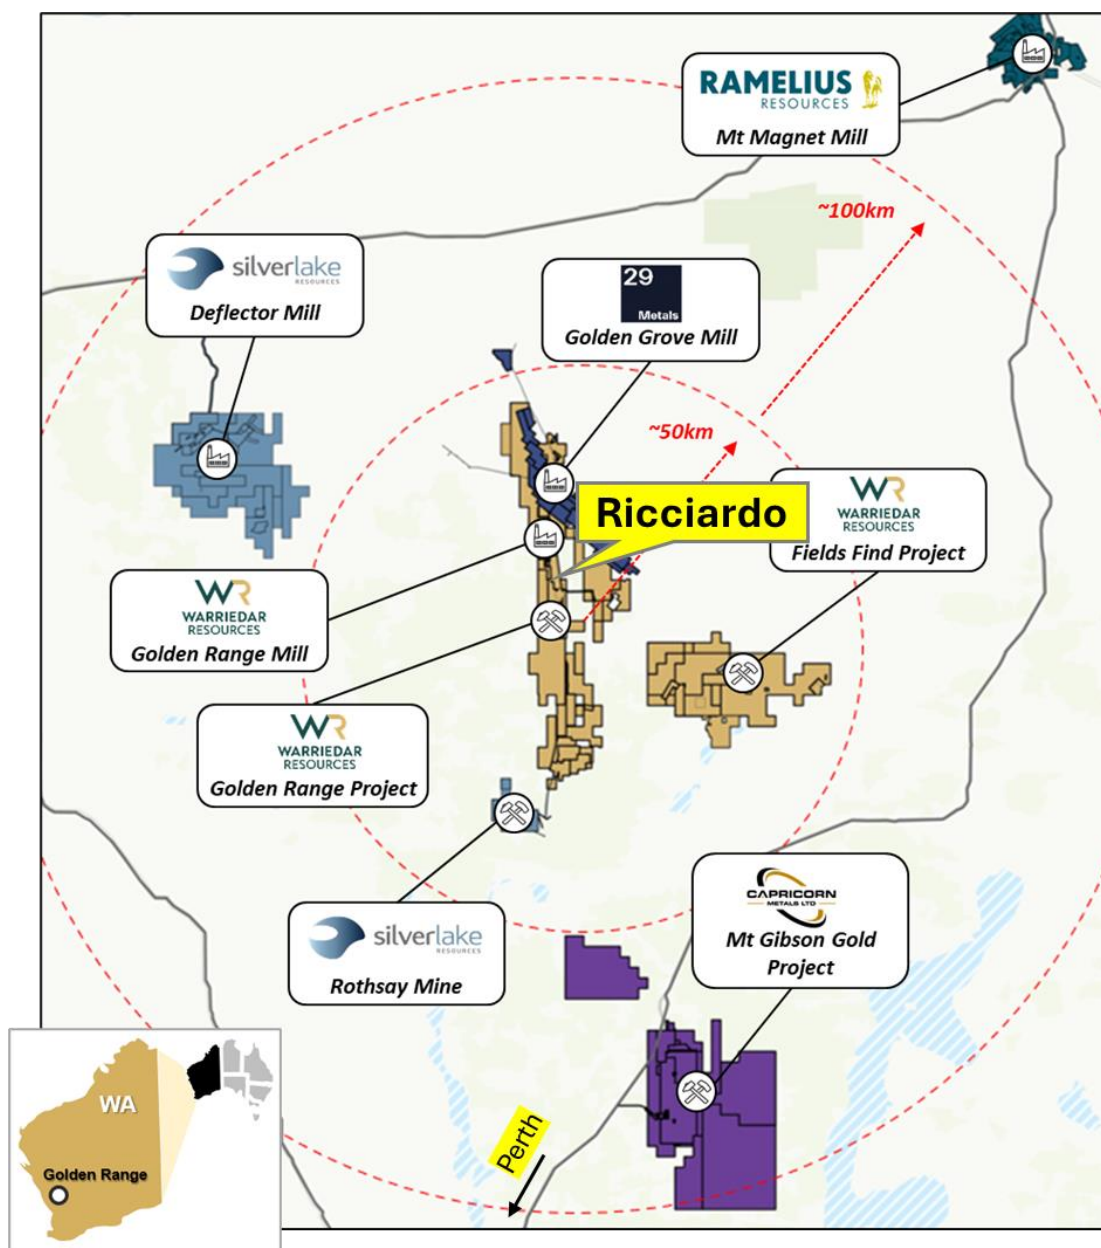 RAMELIUS
RESOURCES
Mt Magnet Mill
~100km
silverlake
RESOURCES
Deflector Mill
29
Metals
Golden Grove Mill
~50km
Ricciardo
WR
WARRIEDAR
RESOURCES
Fields Find Project
WR
WARRIEDAR
RESOURCES
Golden Range Mill
WR
WARRIEDAR
RESOURCES
Golden Range Project
CAPRICORN
METALS LTD
Mt Gibson Gold
Project
silverlake
RESOURCES
Rothsay Mine
Perth
WA
Golden Range